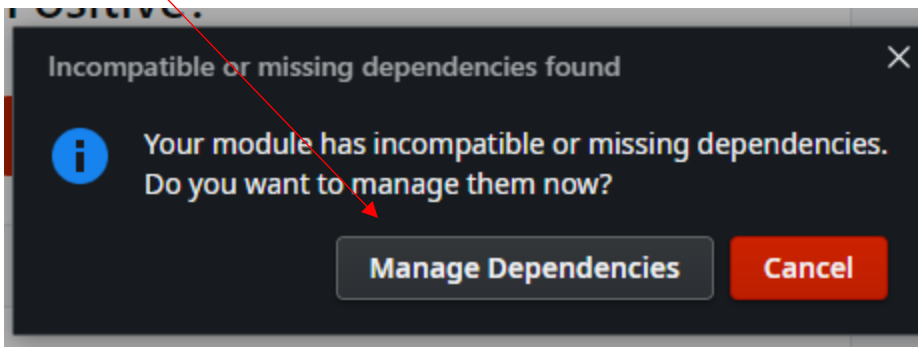 Positive?
Incompatible or missing dependencies found
Your module has incompatible or missing dependencies.
Do you want to manage them now?
Manage Dependencies
Cancel